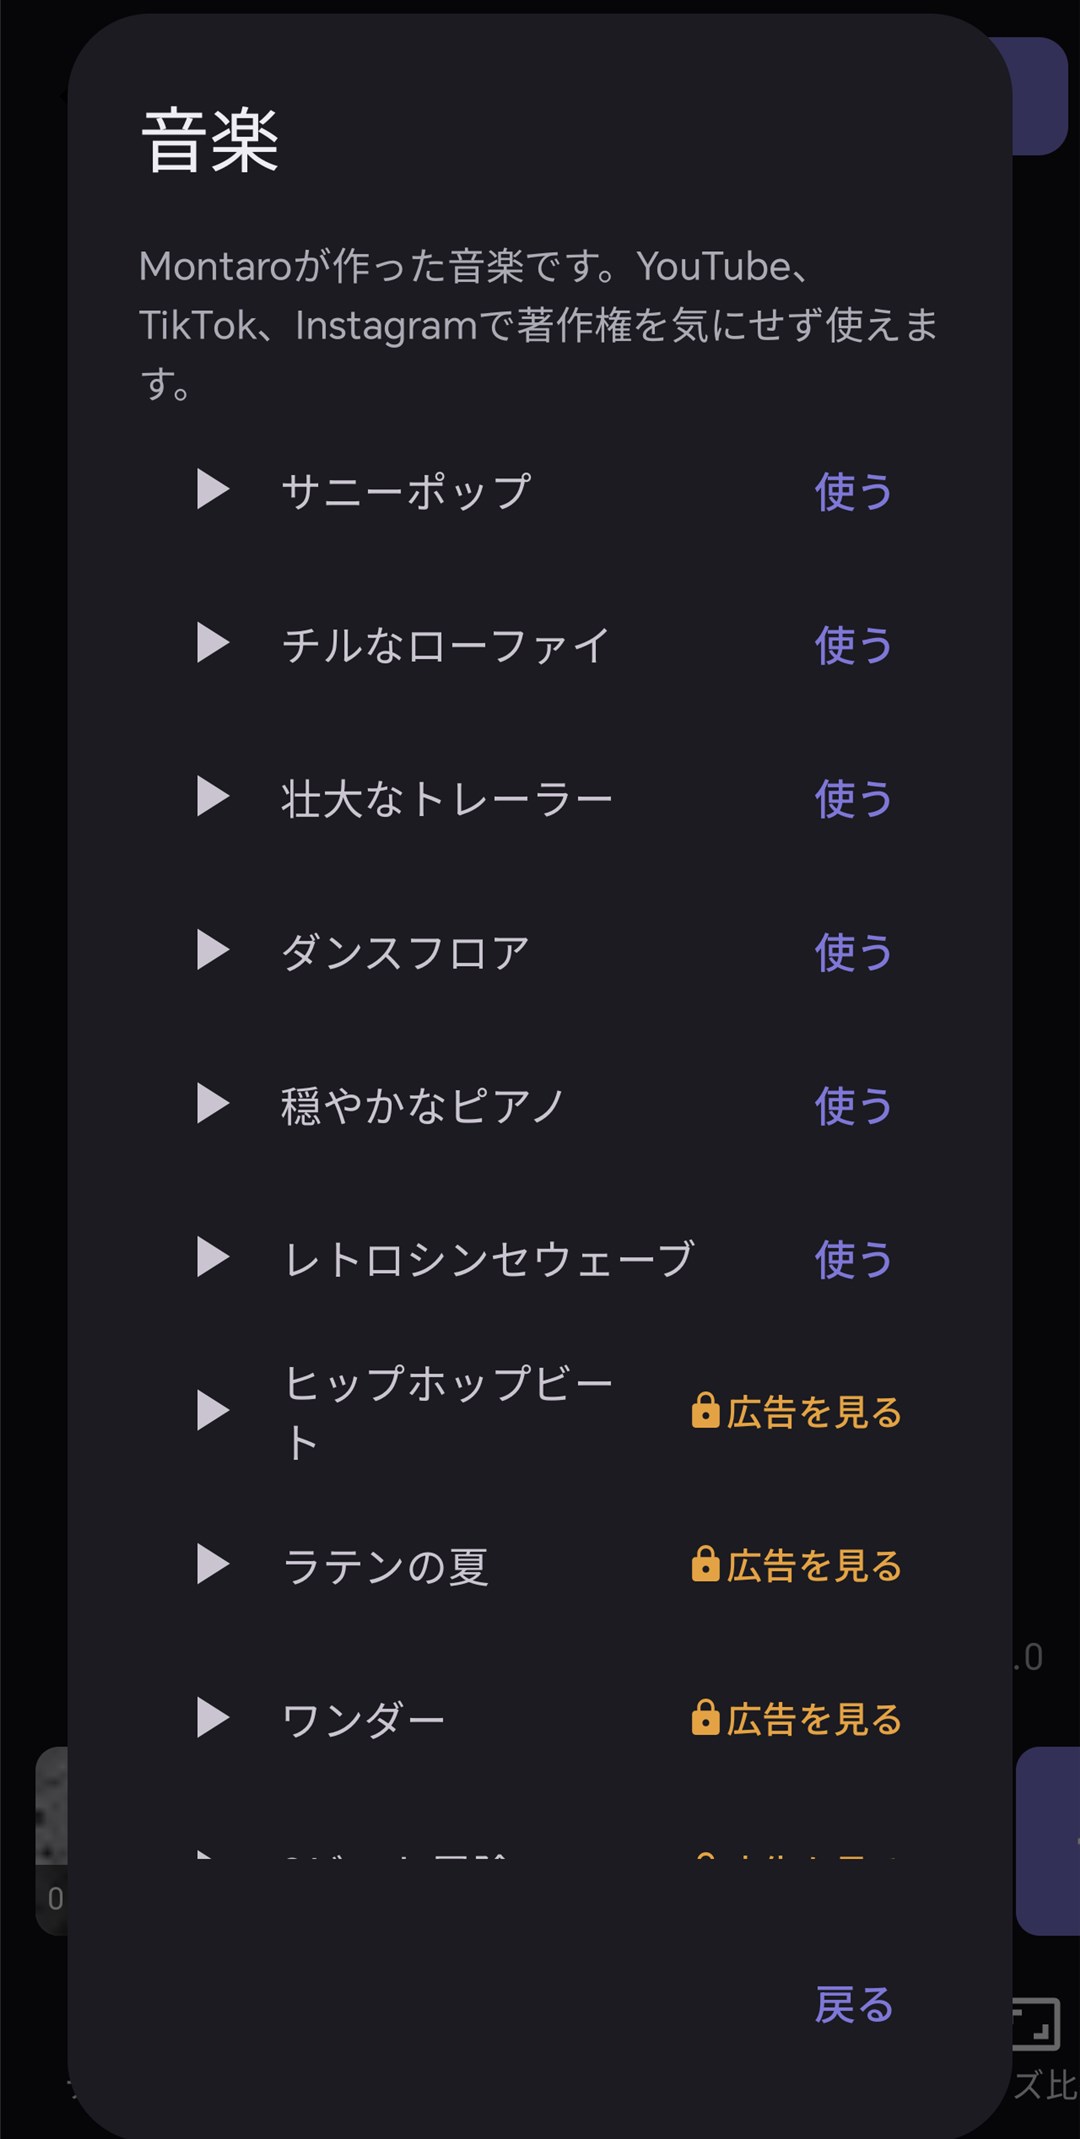 音楽
Montaroが作った音楽です。YouTube、
TikTok、Instagramで著作権を気にせず使えま
す。
サニーポップ 使う
チルなローファイ 使う
壮大なトレーラー 使う
ダンスフロア 使う
穏やかなピアノ 使う
レトロシンセウェーブ 使う
ヒップホップビー
ト
広告を見る
ラテンの夏 広告を見る
ワンダー 広告を見る
.0
0
戻る
ズ比